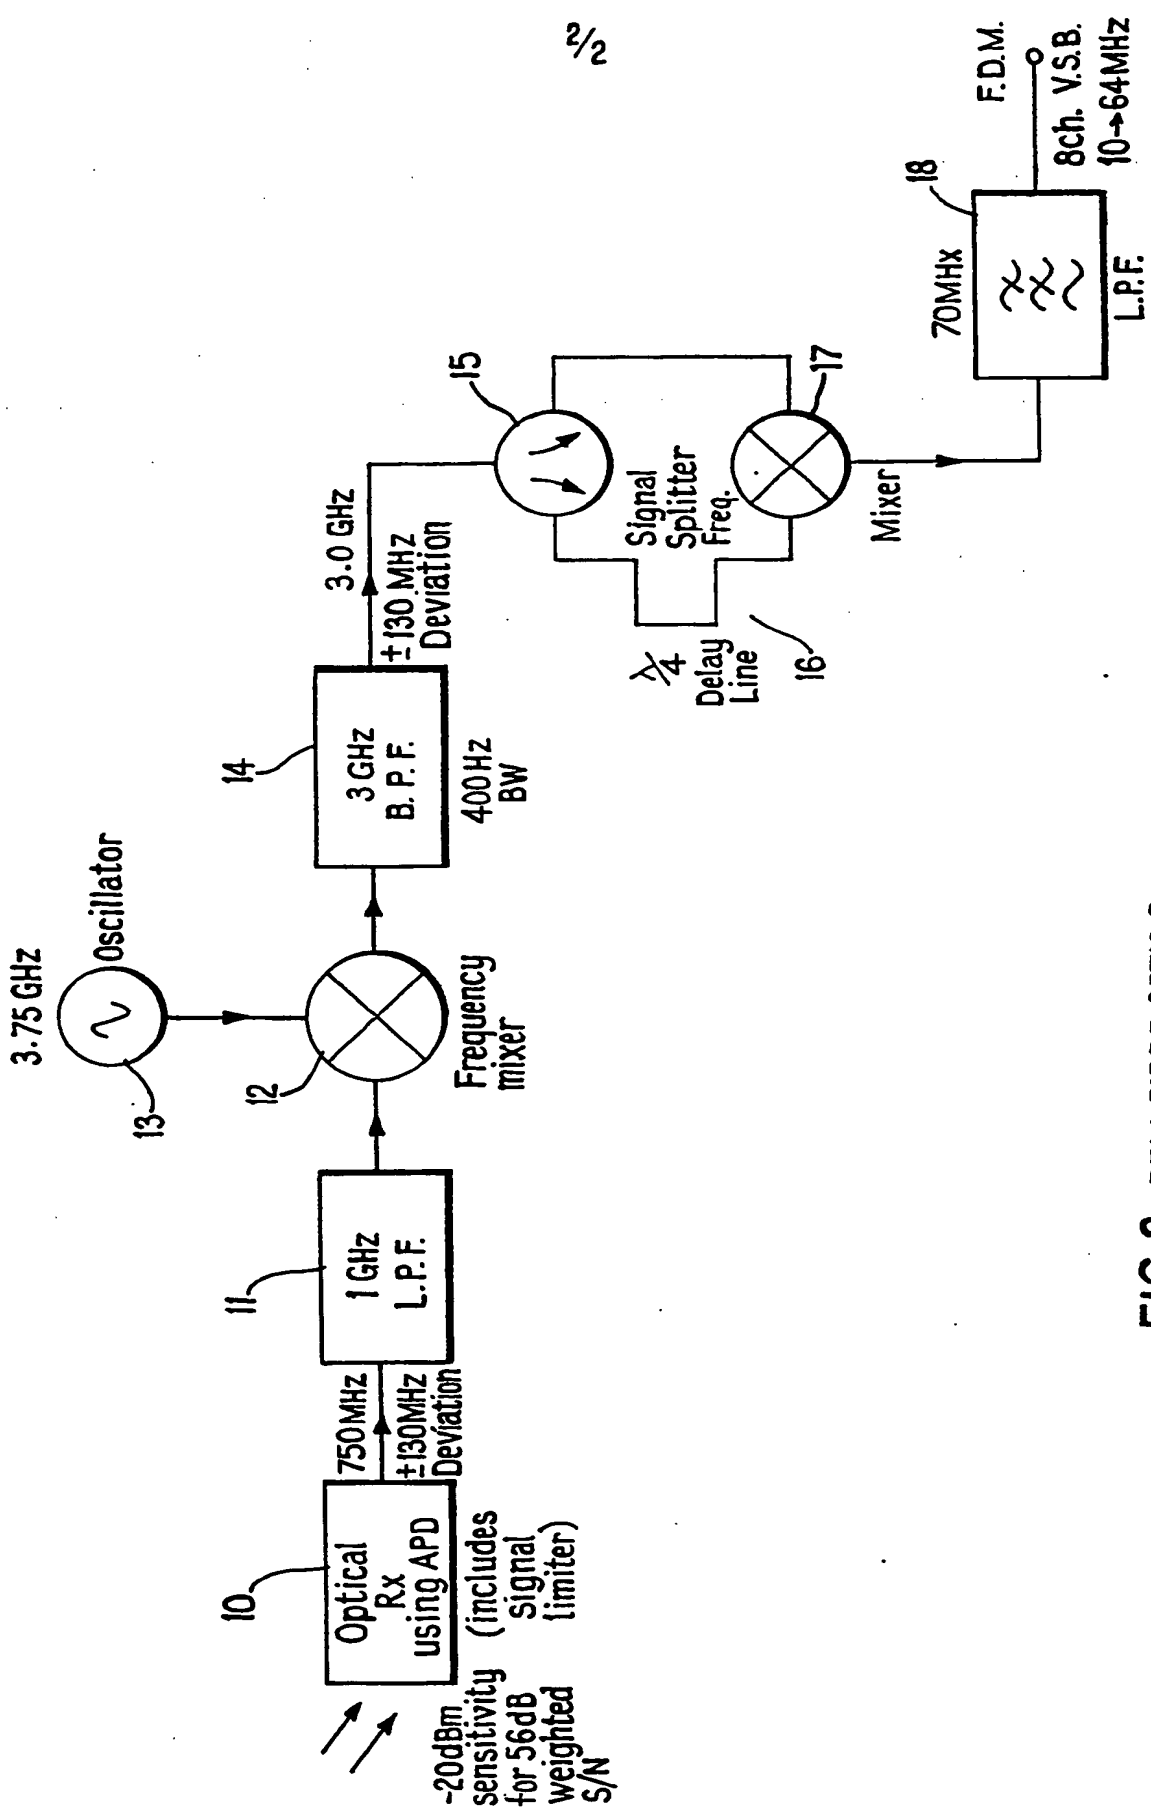 2/2
3.75 GHz
Oscillator
13
10
Optical
Rx
using APD
(includes
signal
limiter)
-20dBm
sensitivity
for 56dB
weighted
S/N
750MHz
±130MHz
Deviation
11
1 GHz
L.P.F.
12
Frequency
mixer
14
3 GHz
B.P.F.
400Hz
BW
3.0 GHz
±130 MHz
Deviation
15
Signal
Splitter
Freq.
λ/4
Delay
Line
16
17
Mixer
70MHx
18
L.P.F.
F.D.M.
8ch. V.S.B.
10→64MHz